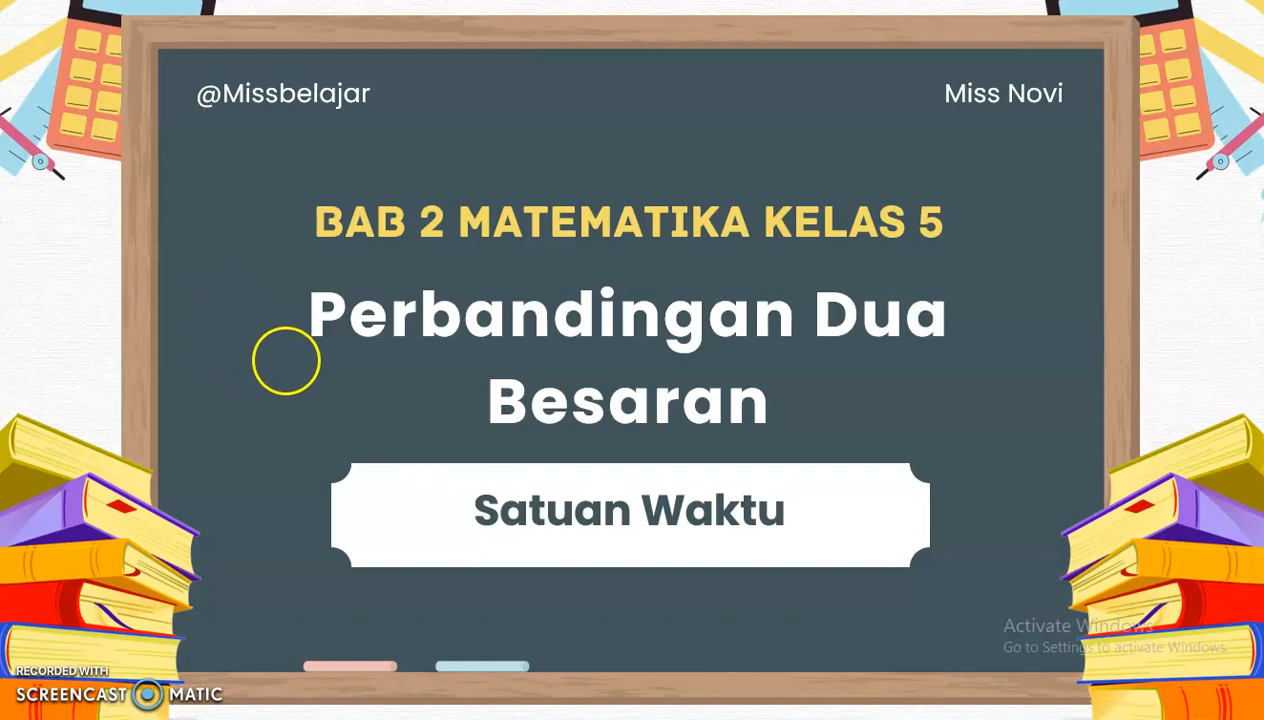 @Missbelajar
Miss Novi
BAB 2 MATEMATIKA KELAS 5
Perbandingan Dua
Besaran
Satuan Waktu
Activate Windows
Go to Settings to activate Windows.
RECORDED WITH
SCREENCAST MATIC